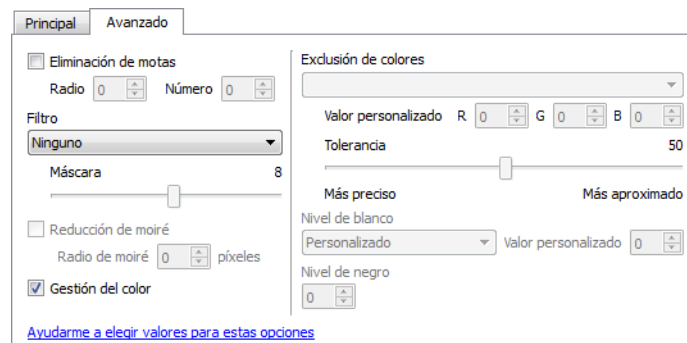 Principal Avanzado
Eliminación de motas
Radio 0 Número 0
Filtro
Ninguno
Máscara 8
Reducción de moiré
Radio de moiré 0 píxeles
Gestión del color
Ayudarme a elegir valores para estas opciones
Exclusión de colores
Valor personalizado R 0 G 0 B 0
Tolerancia 50
Más preciso Más aproximado
Nivel de blanco
Personalizado Valor personalizado 0
Nivel de negro
0